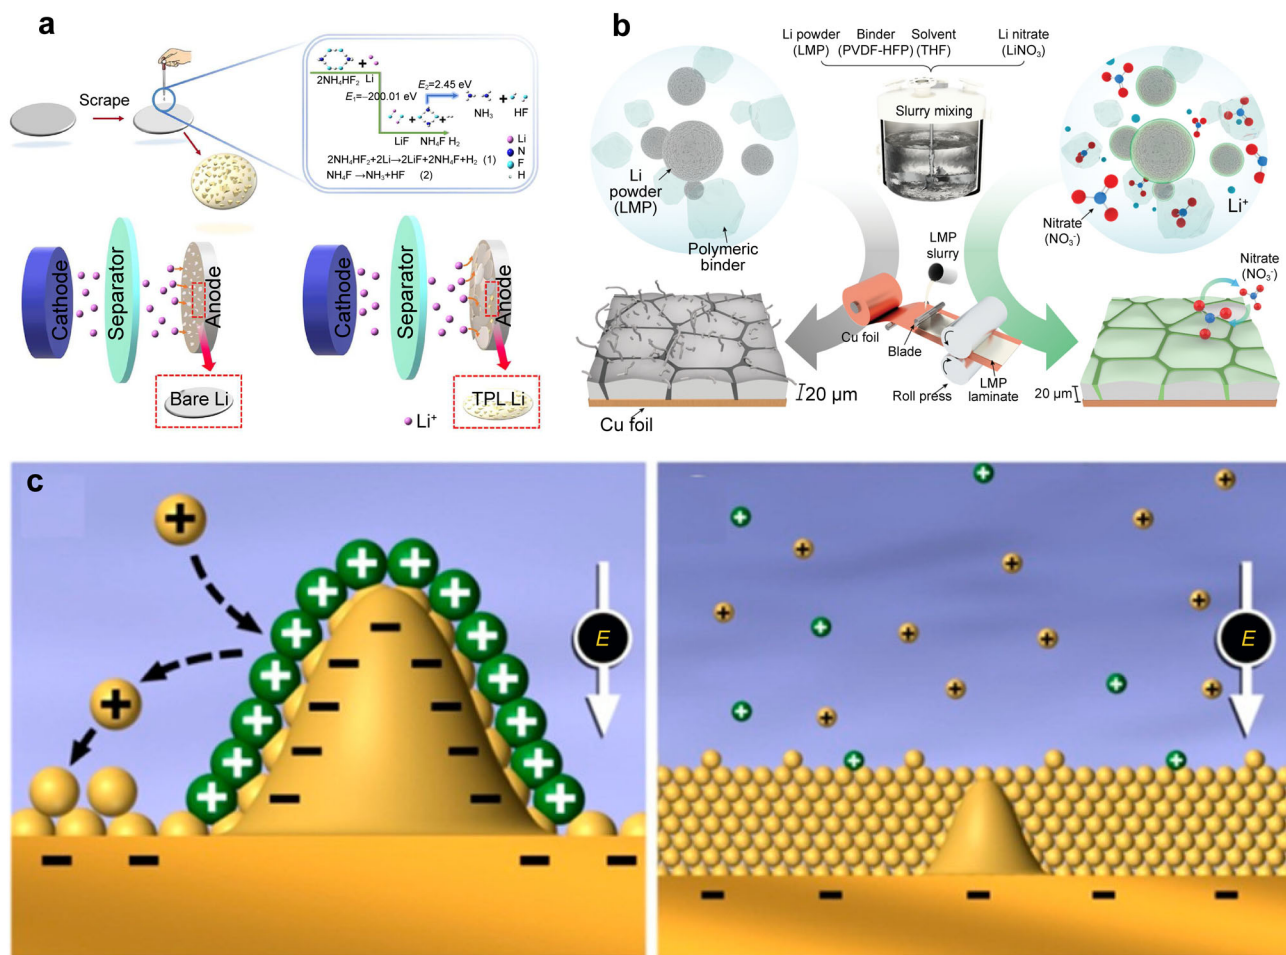 a
Scrape
2NH₄HF₂ + Li
E₁=−200.01 eV
E₂=2.45 eV
NH₃ + HF
LiF + NH₄F + H₂
Li
N
F
H
2NH₄HF₂+2Li→2LiF+2NH₄F+H₂ (1)
NH₄F →NH₃+HF (2)
Cathode
Separator
Anode
Bare Li
Cathode
Separator
Anode
TPL Li
Li⁺
b
Li powder
(LMP)
Binder
(PVDF-HFP)
Solvent
(THF)
Li nitrate
(LiNO₃)
Slurry mixing
Li
powder
(LMP)
Polymeric
binder
Li⁺
Nitrate
(NO₃⁻)
LMP
slurry
Cu foil
Blade
Roll press
LMP
laminate
20 µm
Cu foil
Nitrate
(NO₃⁻)
20 µm
c
+
+
+ + + + + + + + + + + +
− − − − − − − − −
− − − −
E
+ + + + + + + + + + + + + + + + + +
E
− − − − −